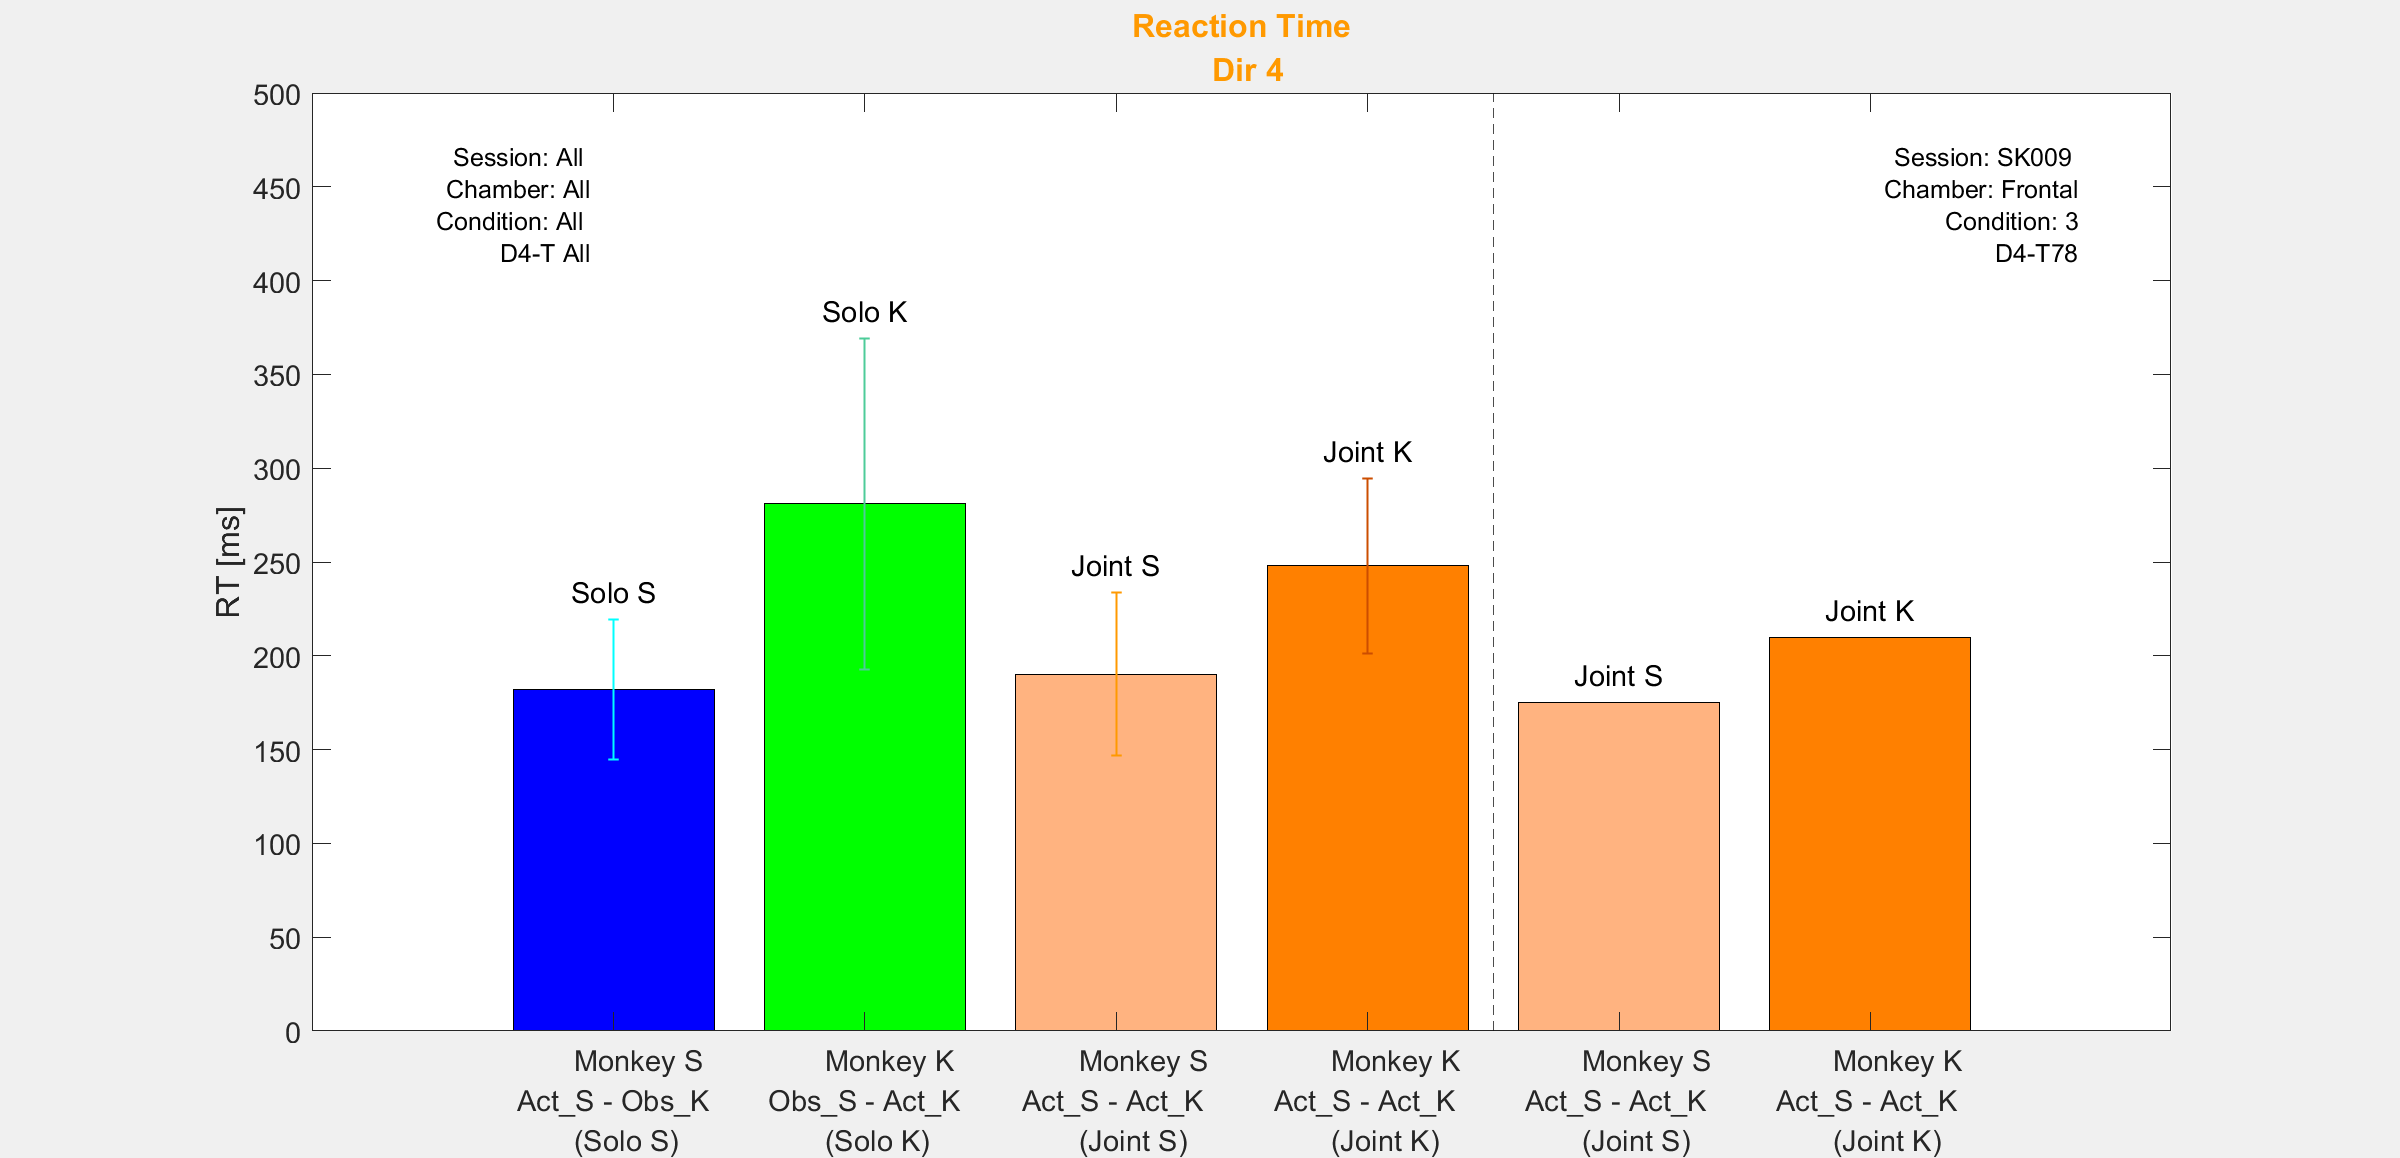 Reaction Time
Dir 4
500
450
400
350
300
250
200
150
100
50
0
RT [ms]
Session: All
Chamber: All
Condition: All
D4-T All
Session: SK009
Chamber: Frontal
Condition: 3
D4-T78
Solo S
Solo K
Joint S
Joint K
Joint S
Joint K
Monkey S
Act_S - Obs_K
(Solo S)
Monkey K
Obs_S - Act_K
(Solo K)
Monkey S
Act_S - Act_K
(Joint S)
Monkey K
Act_S - Act_K
(Joint K)
Monkey S
Act_S - Act_K
(Joint S)
Monkey K
Act_S - Act_K
(Joint K)